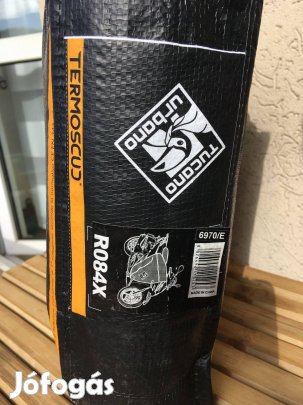 TERMOSCUD
Tucano
urbano
R084X
6970/E
MADE IN CHINA
Jófogás